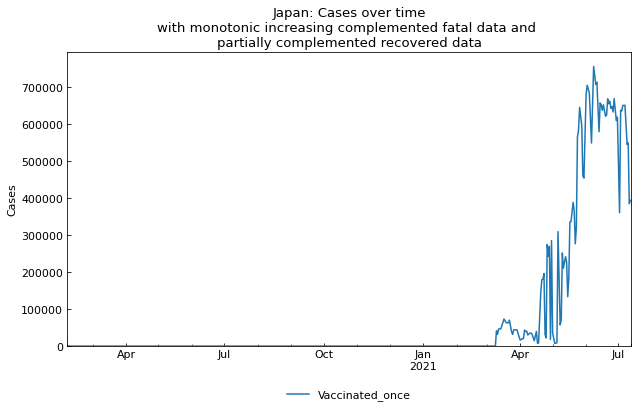 Japan: Cases over time
with monotonic increasing complemented fatal data and
partially complemented recovered data
700000
600000
500000
400000
300000
200000
100000
0
Cases
Apr
Jul
Oct
Jan
2021
Apr
Jul
Vaccinated_once